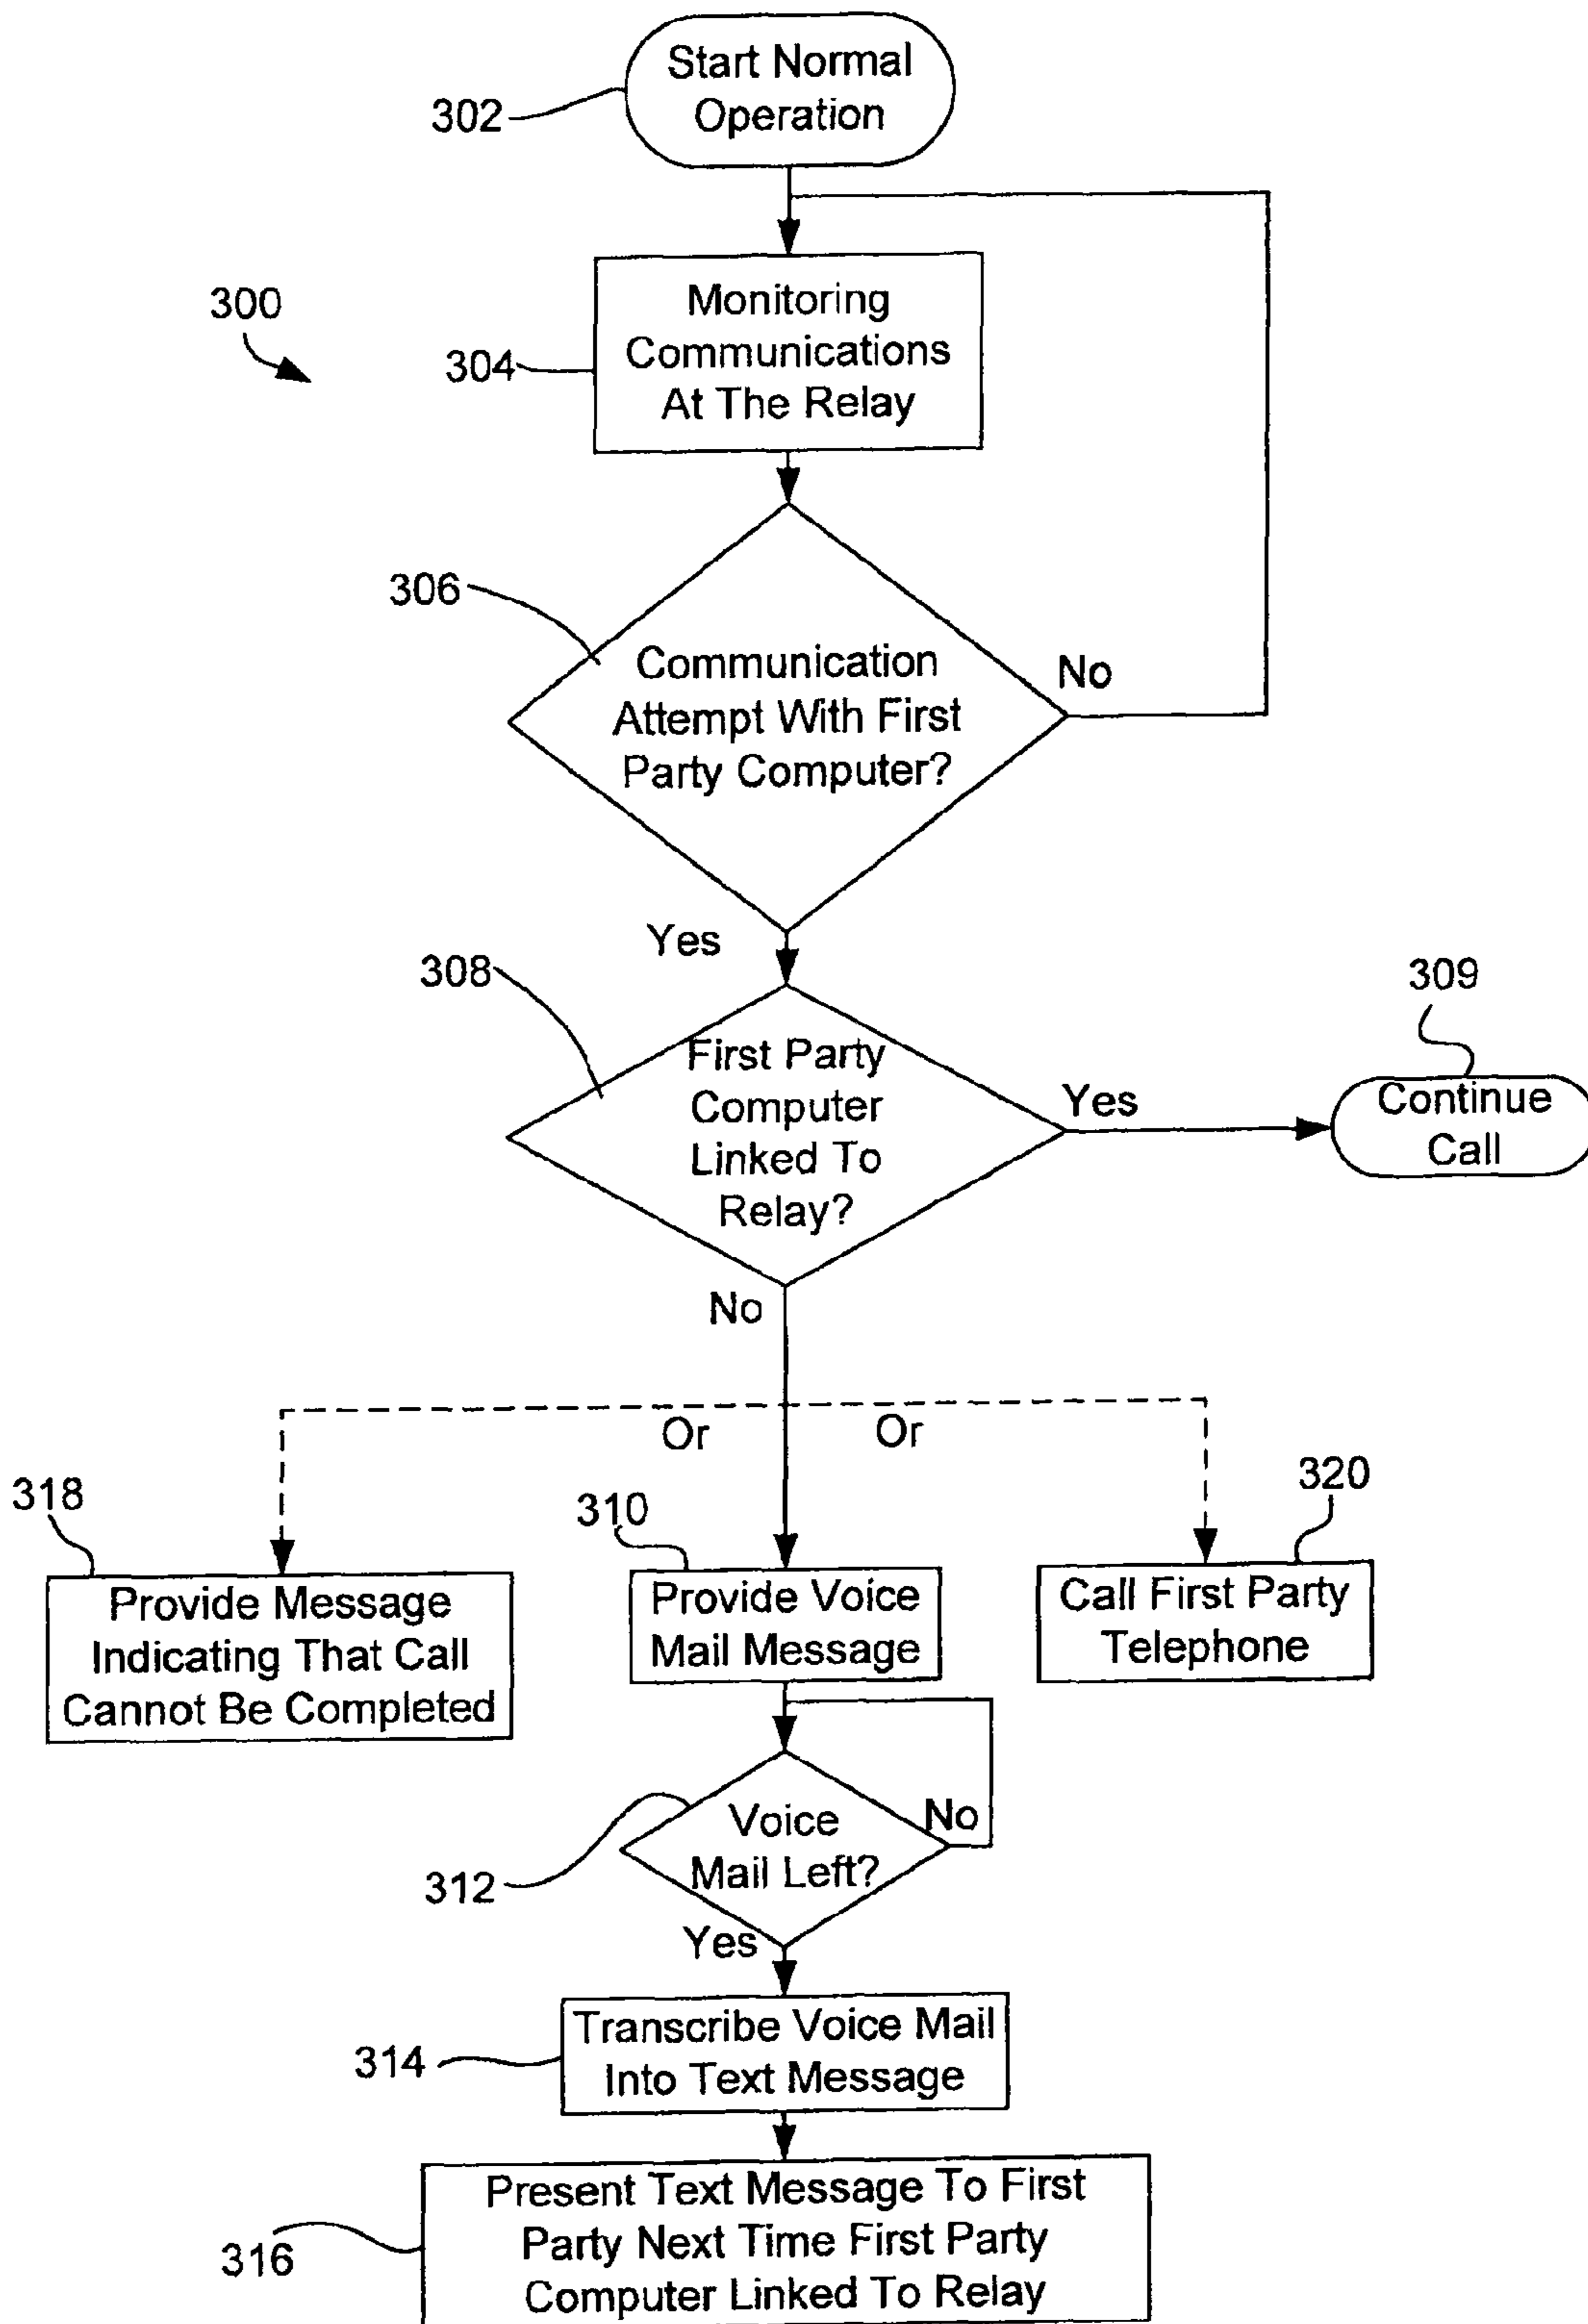 Start Normal
Operation
302
300
Monitoring
Communications
At The Relay
304
306
Communication
Attempt With First
Party Computer?
No
Yes
308
First Party
Computer
Linked To
Relay?
Yes
309
Continue
Call
No
Or
Or
318
Provide Message
Indicating That Call
Cannot Be Completed
310
Provide Voice
Mail Message
320
Call First Party
Telephone
312
Voice
Mail Left?
No
Yes
314
Transcribe Voice Mail
Into Text Message
316
Present Text Message To First
Party Next Time First Party
Computer Linked To Relay